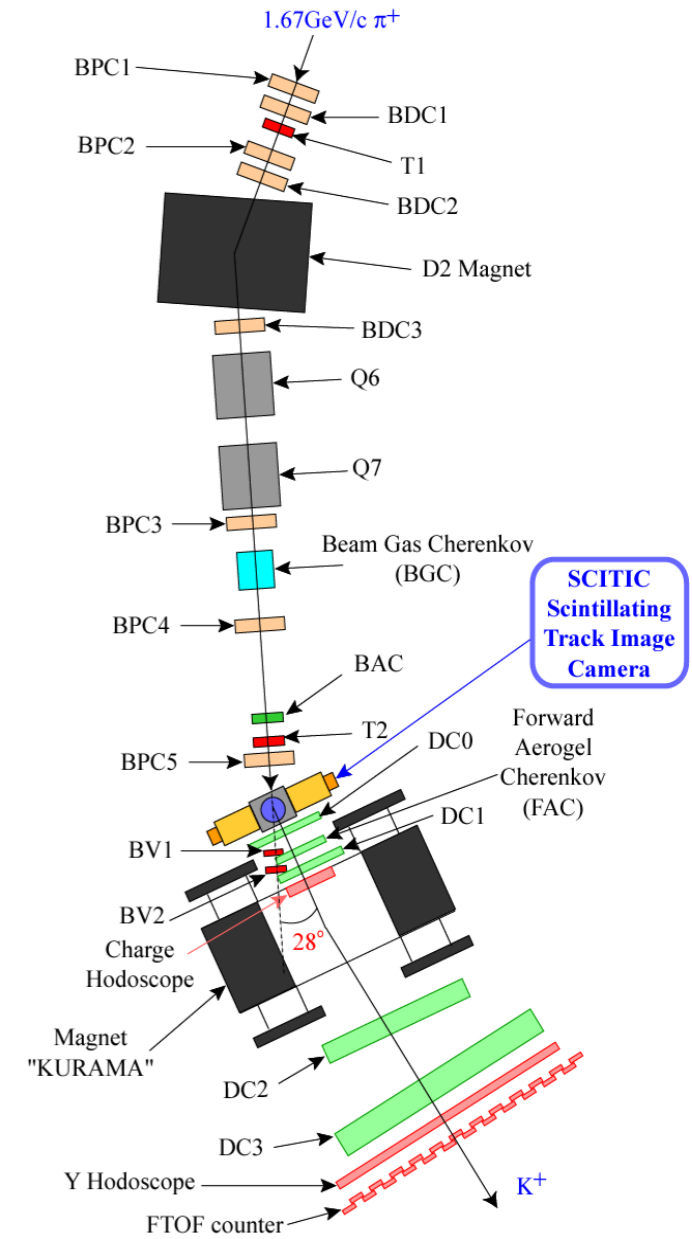 1.67GeV/c π⁺
BPC1
BDC1
BPC2
T1
BDC2
D2 Magnet
BDC3
Q6
Q7
BPC3
Beam Gas Cherenkov
(BGC)
SCITIC
Scintillating
Track Image
Camera
BPC4
BAC
T2
Forward
Aerogel
Cherenkov
(FAC)
DC0
BPC5
DC1
BV1
BV2
Charge
Hodoscope
28°
Magnet
"KURAMA"
DC2
DC3
Y Hodoscope
K⁺
FTOF counter